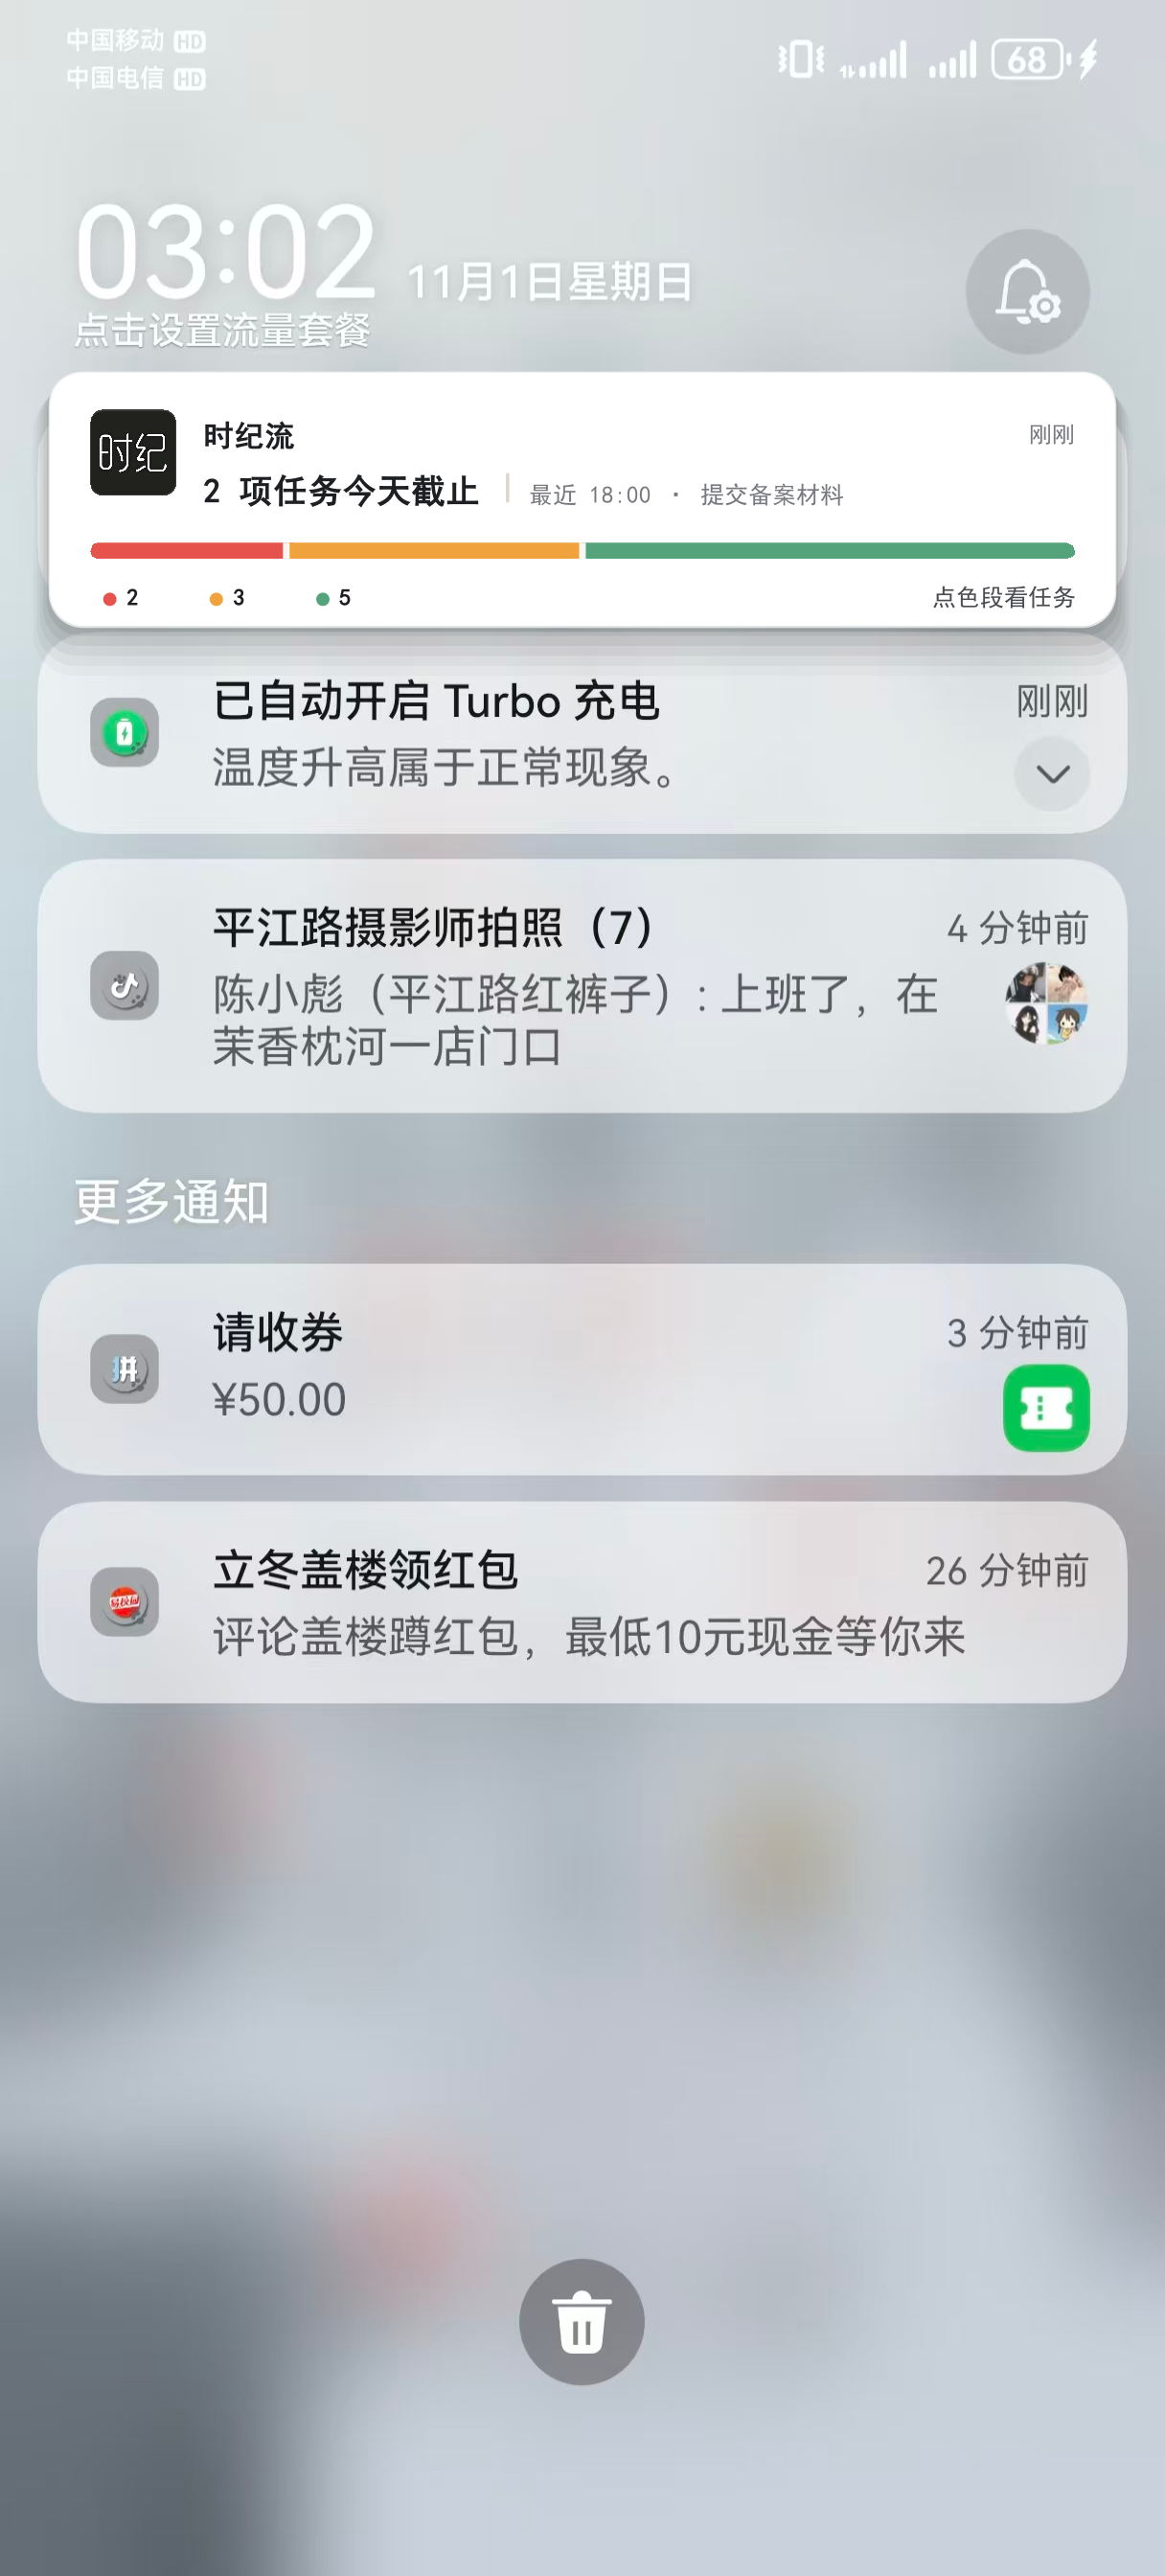 中国移动 HD
中国电信 HD
68
03:02 11月1日星期日
点击设置流量套餐
时纪
时纪流 刚刚
2 项任务今天截止 最近 18:00 · 提交备案材料
2 3 5 点色段看任务
已自动开启 Turbo 充电 刚刚
温度升高属于正常现象。
平江路摄影师拍照（7） 4 分钟前
陈小彪（平江路红裤子）: 上班了，在
茉香枕河一店门口
更多通知
请收券 3 分钟前
拼
¥50.00
立冬盖楼领红包 26 分钟前
易校园
评论盖楼蹲红包，最低10元现金等你来